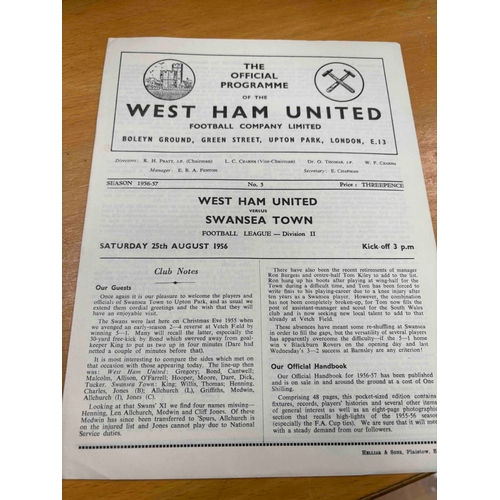 THE
OFFICIAL
PROGRAMME
OF THE
WEST HAM UNITED
FOOTBALL COMPANY LIMITED
BOLEYN GROUND, GREEN STREET, UPTON PARK, LONDON, E.13
Directors: R. H. PRATT, J.P. (Chairman) L. C. CEARNS (Vice-Chairman) Dr. O. THOMAS, J.P. W. F. CEARNS
Manager: E. B. A. FENTON Secretary: E. CHAPMAN
SEASON 1956-57 No. 3 Price: THREEPENCE
WEST HAM UNITED
VERSUS
SWANSEA TOWN
FOOTBALL LEAGUE — Division II
SATURDAY 25th AUGUST 1956 Kick-off 3 p.m
Club Notes
Our Guests
Once again it is our pleasure to welcome the players and
officials of Swansea Town to Upton Park, and as usual we
extend them cordial greetings and the wish that they will
have an enjoyable visit.
The Swans were last here on Christmas Eve 1955 when
we avenged an early-season 2—4 reverse at Vetch Field by
winning 5—1. Many will recall the latter, especially the
30-yard free-kick by Bond which swerved away from goal-
keeper King to put us two up in four minutes (Dare had
netted a couple of minutes before that).
It is most interesting to compare the sides which met on
that occasion with those appearing today. The line-up then
was: West Ham United: Gregory; Bond, Cantwell;
Malcolm, Allison, O'Farrell; Hooper, Moore, Dare, Dick,
Tucker. Swansea Town: King; Willis, Thomas; Henning,
Charles, Jones (B); Allchurch (L), Griffiths, Medwin,
Allchurch (I), Jones (C).
Looking at that Swans' XI we find four names missing—
Henning, Len Allchurch, Medwin and Cliff Jones. Of these
Medwin has since been transferred to 'Spurs, Allchurch is
on the injured list and Jones cannot play due to National
Service duties.
There have also been the recent retirements of manager
Ron Burgess and centre-half Tom Kiley to add to the list.
Ron hung up his boots after playing at wing-half for the
Town during a difficult time, and Tom has been forced to
write finis to his playing-career due to a knee injury after
ten years as a Swansea player. However, the combination
has not been completely broken-up, for Tom now fills the
post of assistant-manager and scout for the South Wales
club and is now seeking new local talent to add to that
already at Vetch Field.
These absences have meant some re-shuffling at Swansea
in order to fill the gaps, but the versatility of several players
has apparently overcome the difficulty—if the 5—1 home
win v Blackburn Rovers on the opening day and last
Wednesday's 3—2 success at Barnsley are any criterion!
Our Official Handbook
Our Official Handbook for 1956-57 has been published
and is on sale in and around the ground at a cost of One
Shilling.
Comprising 48 pages, this pocket-sized edition contains
fixtures, records, players' histories and several other items
of general interest as well as an eight-page photographic
section that recalls high-lights of the 1955-56 season
(especially the F.A. Cup ties). We are sure that it will meet
with a steady demand from all our followers.
HELLIAR & SONS, Plaistow,